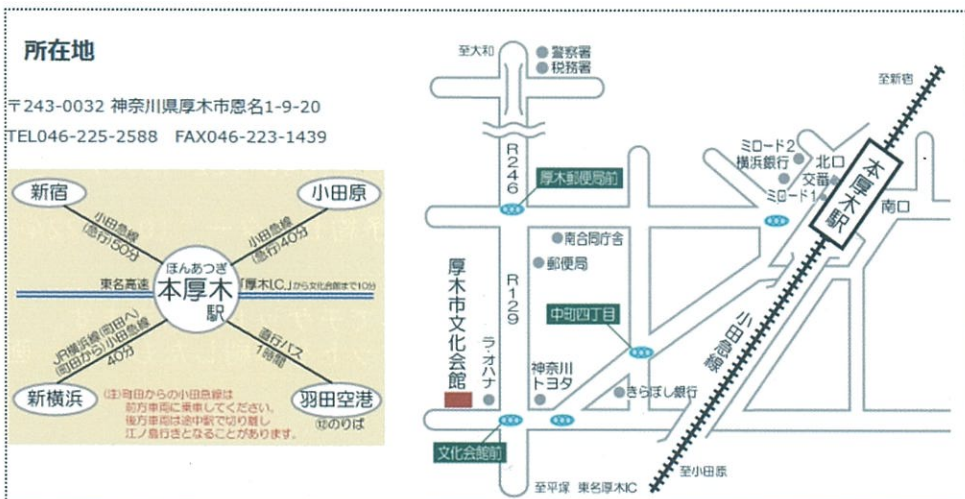 所在地
〒243-0032 神奈川県厚木市恩名1-9-20
TEL046-225-2588 FAX046-223-1439
新宿
小田原
小田急線
(急行)50分
小田急線
(急行)40分
東名高速
ほんあつぎ
本厚木
駅
「厚木I.C.」から文化会館まで10分
JR横浜線(町田へ)
(町田から)小田急線
40分
直行バス
1時間
新横浜
羽田空港
⑫のりば
(注)町田からの小田急線は
前方車両に乗車してください。
後方車両は途中駅で切り離し
江ノ島行きとなることがあります。
至大和
警察署
税務署
至新宿
R246
厚木郵便局前
ミロード2
横浜銀行
北口
交番
ミロード1
本厚木駅
南口
南合同庁舎
郵便局
厚木市文化会館
R129
中町四丁目
小田急線
ラ・オハナ
神奈川
トヨタ
きらぼし銀行
文化会館前
至平塚 東名厚木IC
至小田原